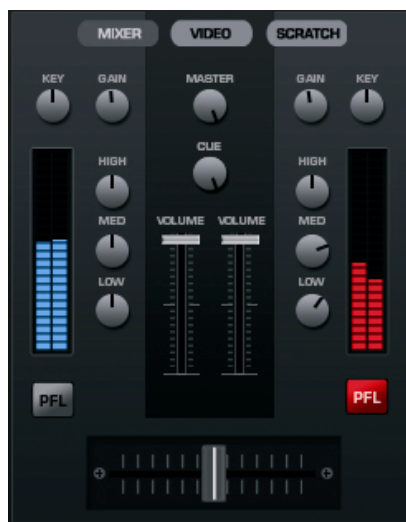 MIXER VIDEO SCRATCH
KEY GAIN MASTER GAIN KEY
CUE
HIGH HIGH
MED VOLUME VOLUME MED
LOW LOW
PFL PFL